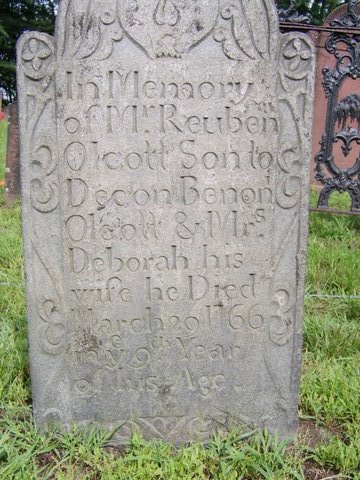 In Memory
of Mr Reuben
Olcott Son to
Decon Benoni
Olcott & Mrs
Deborah his
wife he Died
March 29 1766
in ye 9th Year
of his Age